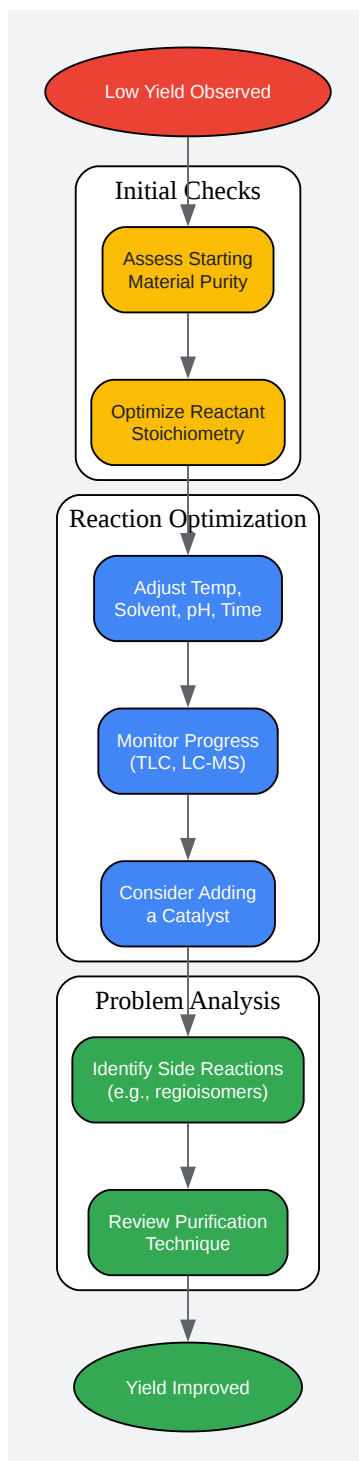 Low Yield Observed
Initial Checks
Assess Starting
Material Purity
Optimize Reactant
Stoichiometry
Reaction Optimization
Adjust Temp,
Solvent, pH, Time
Monitor Progress
(TLC, LC-MS)
Consider Adding
a Catalyst
Problem Analysis
Identify Side Reactions
(e.g., regioisomers)
Review Purification
Technique
Yield Improved